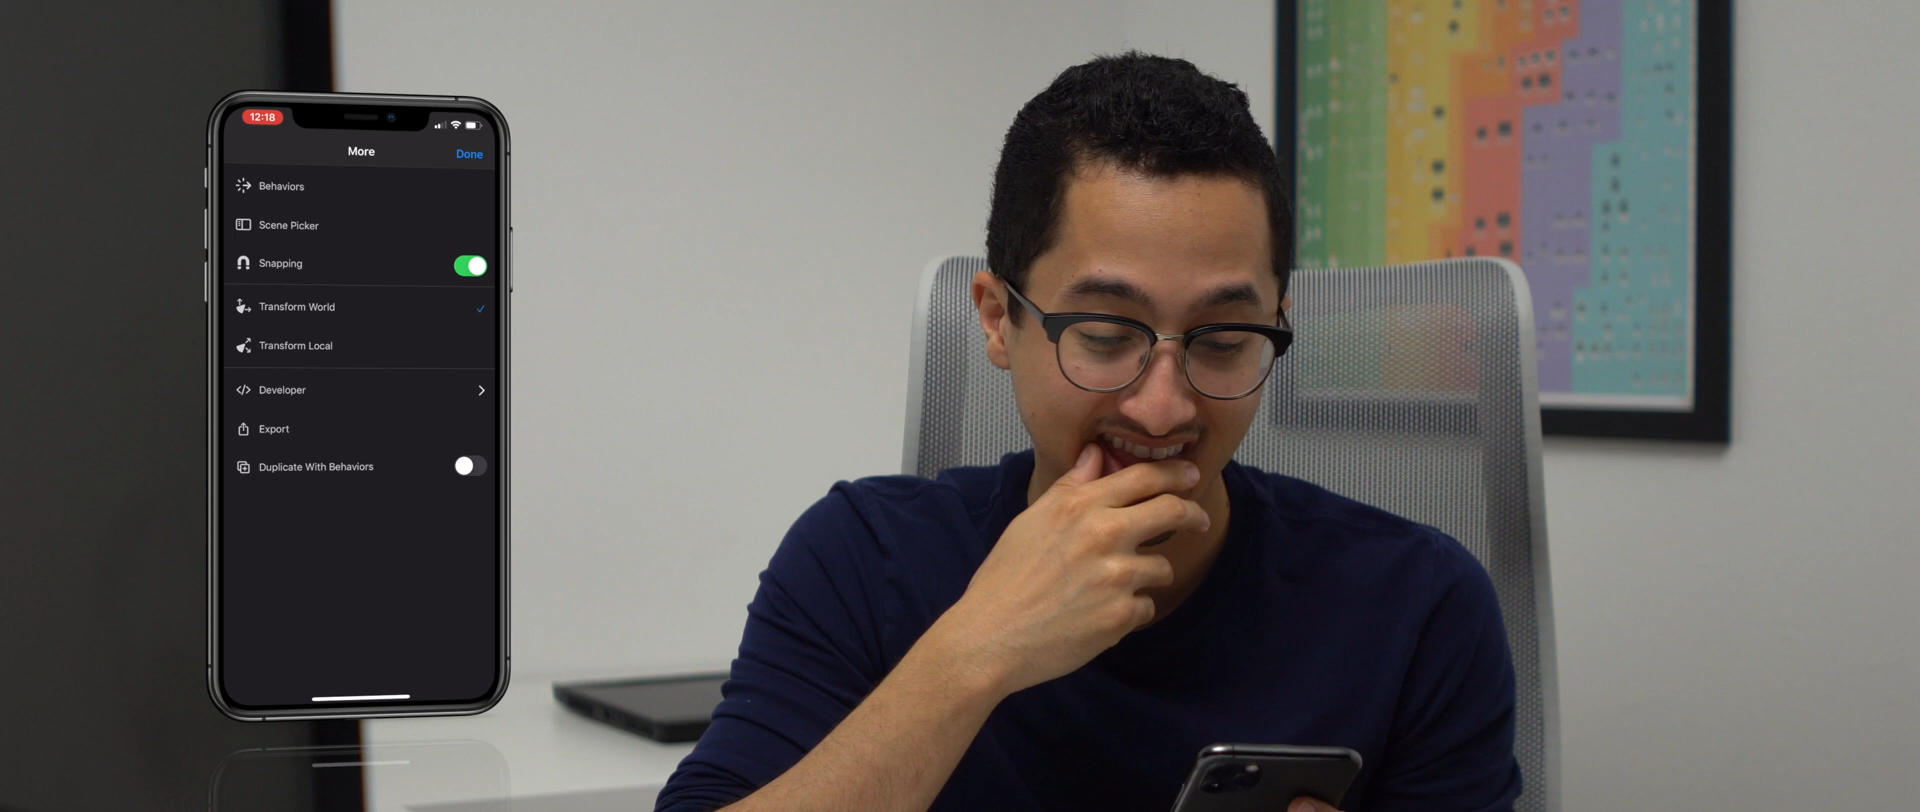 12:18
More
Done
Behaviors
Scene Picker
Snapping
Transform World
Transform Local
Developer
Export
Duplicate With Behaviors